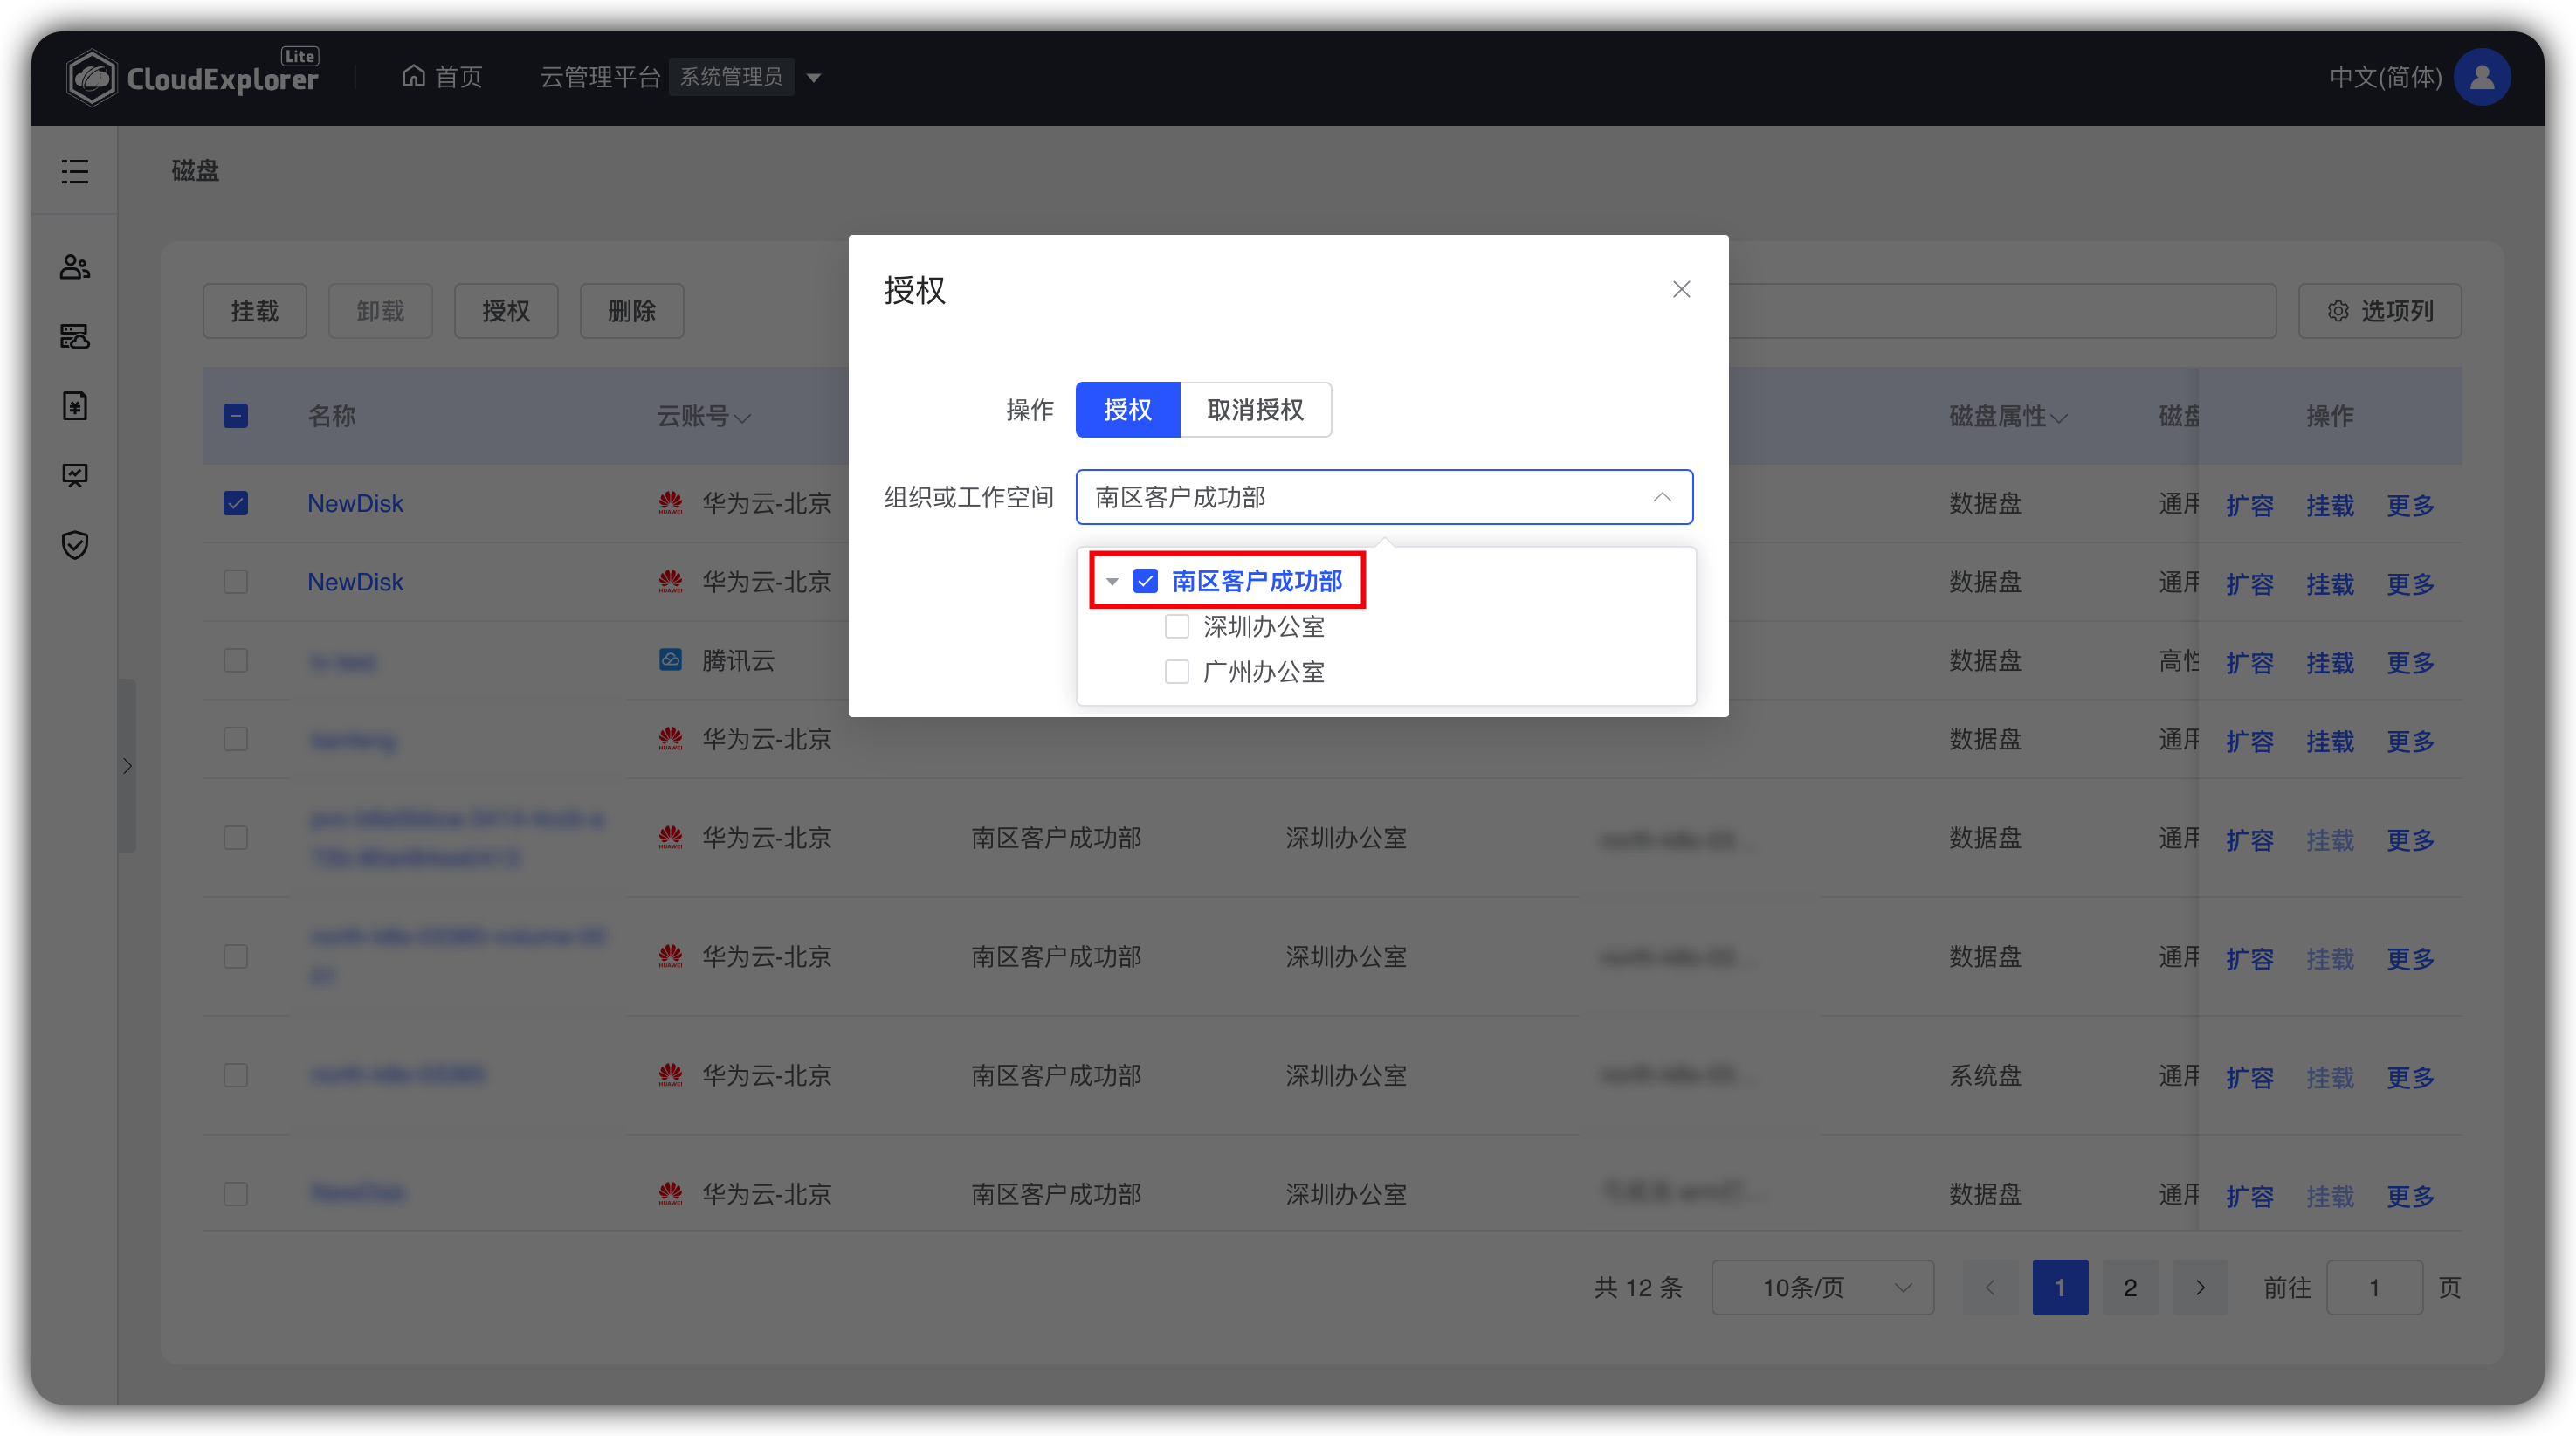 CloudExplorer Lite 首页 云管理平台 系统管理员 中文(简体)
磁盘
授权
挂载 卸载 授权 删除 选项列
操作 授权 取消授权
名称 云账号 磁盘属性 磁盘 操作
组织或工作空间 南区客户成功部
NewDisk HUAWEI 华为云-北京 数据盘 通用 扩容 挂载 更多
南区客户成功部
NewDisk HUAWEI 华为云-北京 数据盘 通用 扩容 挂载 更多
深圳办公室
腾讯云 数据盘 高性 扩容 挂载 更多
广州办公室
HUAWEI 华为云-北京 数据盘 通用 扩容 挂载 更多
HUAWEI 华为云-北京 南区客户成功部 深圳办公室 数据盘 通用 扩容 挂载 更多
HUAWEI 华为云-北京 南区客户成功部 深圳办公室 数据盘 通用 扩容 挂载 更多
HUAWEI 华为云-北京 南区客户成功部 深圳办公室 系统盘 通用 扩容 挂载 更多
HUAWEI 华为云-北京 南区客户成功部 深圳办公室 数据盘 通用 扩容 挂载 更多
共 12 条 10条/页 1 2 前往 1 页